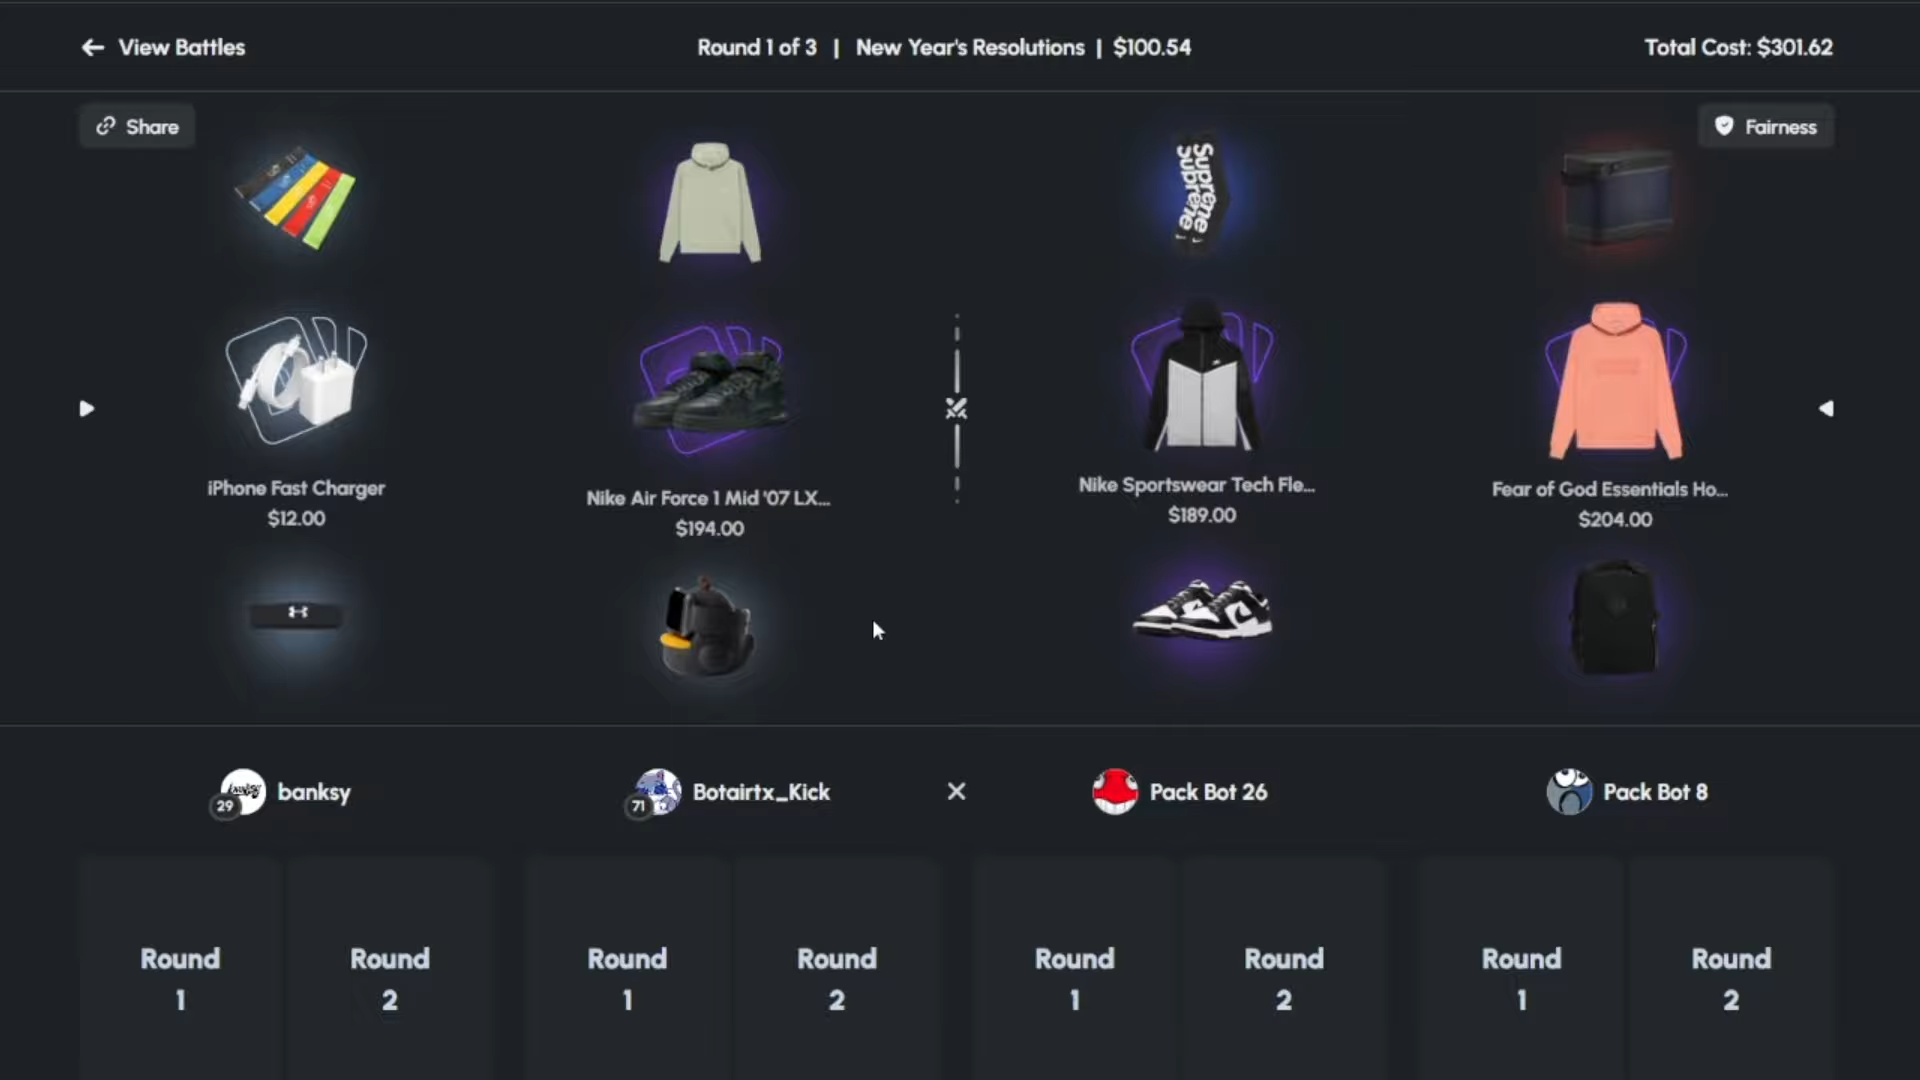 View Battles
Round 1 of 3 | New Year's Resolutions | $100.54
Total Cost: $301.62
Share
Fairness
Supreme
Supreme
iPhone Fast Charger
$12.00
Nike Air Force 1 Mid '07 LX...
$194.00
Nike Sportswear Tech Fle...
$189.00
Fear of God Essentials Ho...
$204.00
29
banksy
71
Botairtx_Kick
Pack Bot 26
Pack Bot 8
Round
1
Round
2
Round
1
Round
2
Round
1
Round
2
Round
1
Round
2